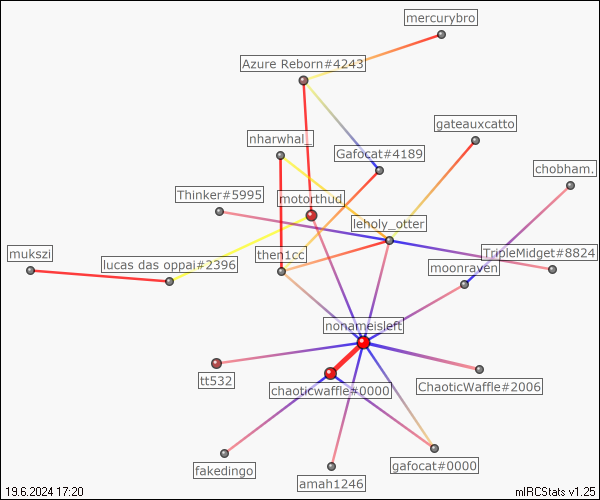 mercurybro
Azure Reborn#4243
gateauxcatto
nharwhal_
Gafocat#4189
chobham.
Thinker#5995
motorthud
leholy_otter
mukszi
lucas das oppai#2396
then1cc
TripleMidget#8824
moonraven
nonameisleft
tt532
chaoticwaffle#0000
ChaoticWaffle#2006
fakedingo
amah1246
gafocat#0000
19.6.2024 17:20
mIRCStats v1.25